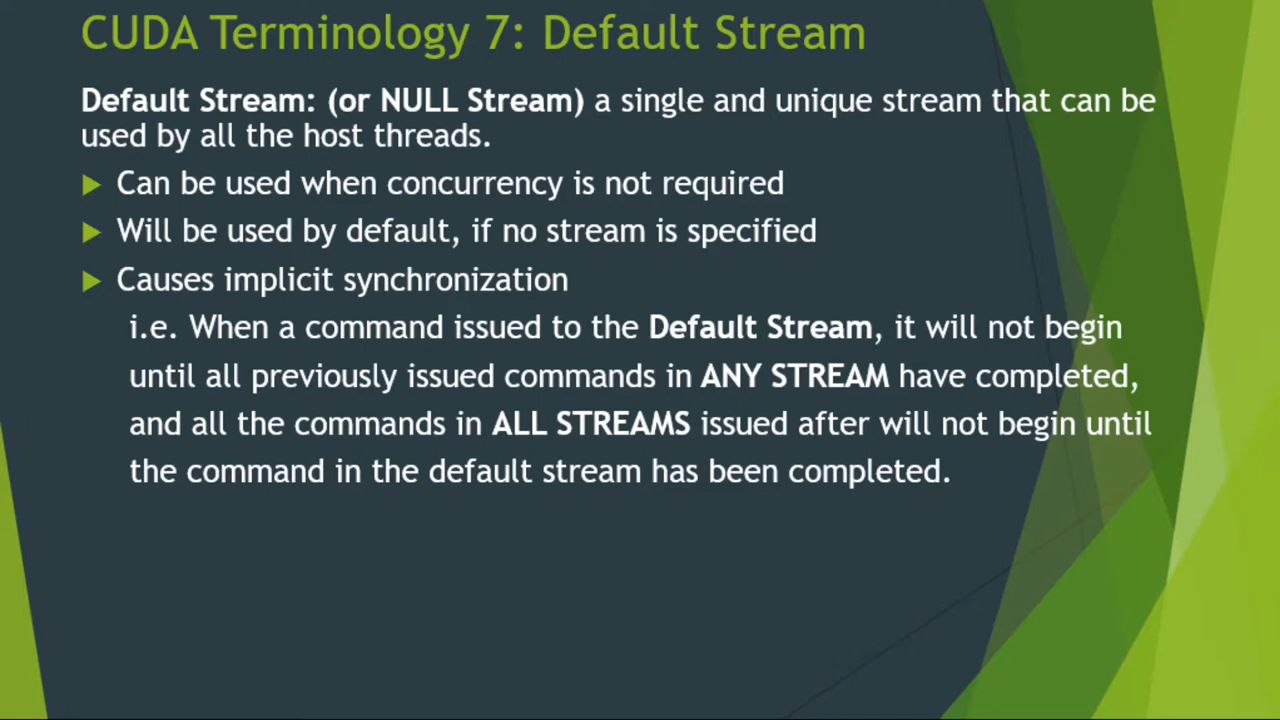 CUDA Terminology 7: Default Stream
Default Stream: (or NULL Stream) a single and unique stream that can be
used by all the host threads.
Can be used when concurrency is not required
Will be used by default, if no stream is specified
Causes implicit synchronization
i.e. When a command issued to the Default Stream, it will not begin
until all previously issued commands in ANY STREAM have completed,
and all the commands in ALL STREAMS issued after will not begin until
the command in the default stream has been completed.